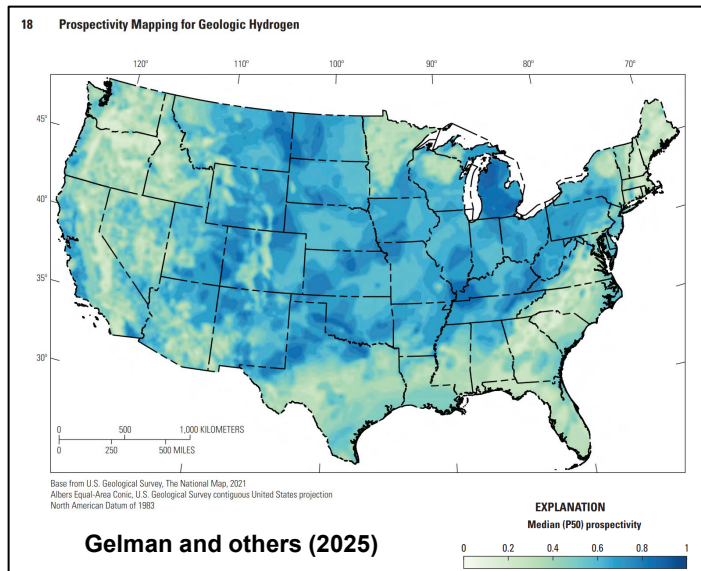 18 Prospectivity Mapping for Geologic Hydrogen
120° 110° 100° 90° 80° 70°
45°
40°
35°
30°
0 500 1,000 KILOMETERS
0 250 500 MILES
Base from U.S. Geological Survey, The National Map, 2021
Albers Equal-Area Conic, U.S. Geological Survey contiguous United States projection
North American Datum of 1983
EXPLANATION
Median (P50) prospectivity
0 0.2 0.4 0.6 0.8 1
Gelman and others (2025)